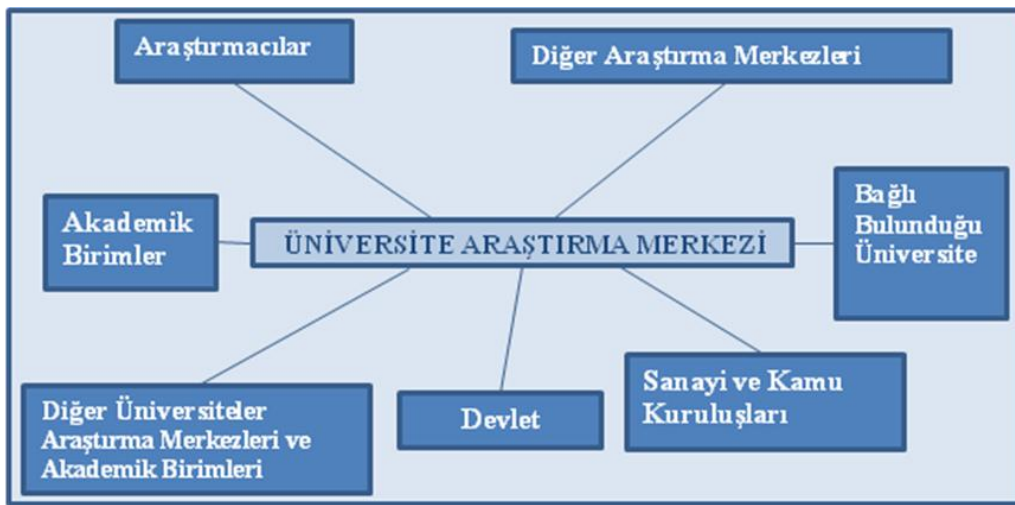 Araştırmacılar
Diğer Araştırma Merkezleri
Akademik
Birimler
ÜNİVERSİTE ARAŞTIRMA MERKEZİ
Bağlı
Bulunduğu
Üniversite
Diğer Üniversiteler
Araştırma Merkezleri ve
Akademik Birimleri
Devlet
Sanayi ve Kamu
Kuruluşları